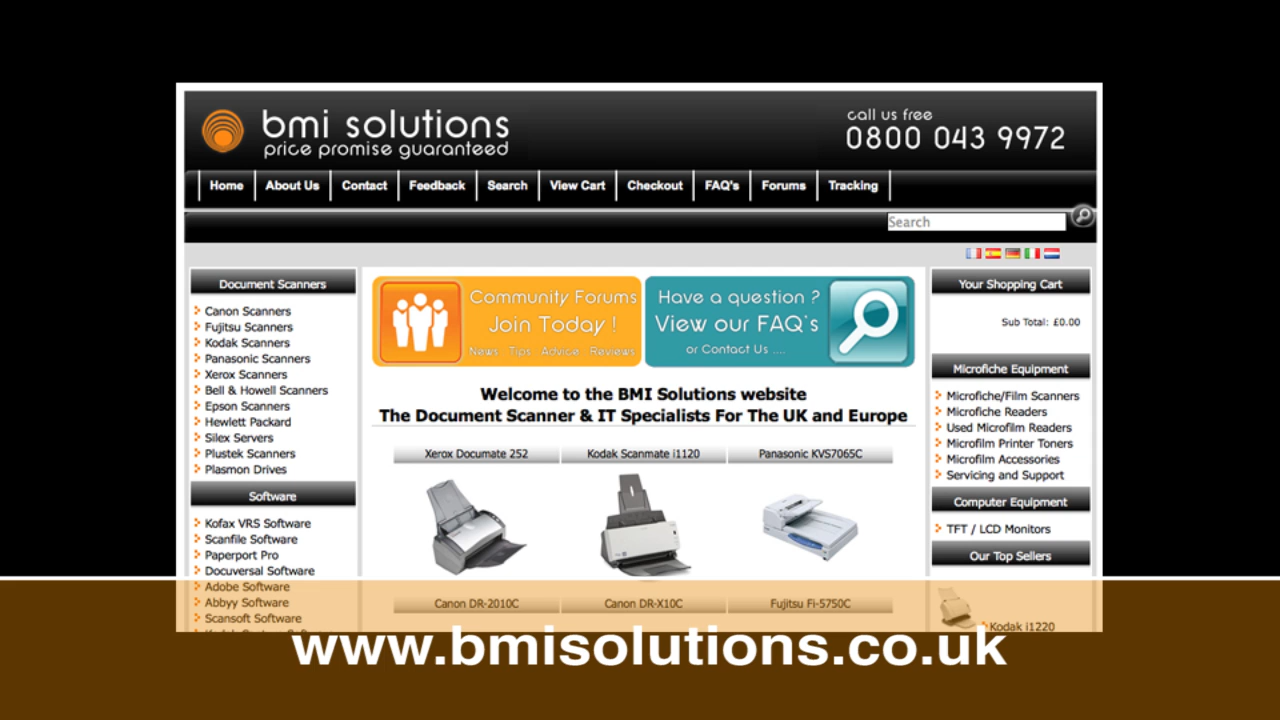 bmi solutions
price promise guaranteed
call us free
0800 043 9972
Home About Us Contact Feedback Search View Cart Checkout FAQ's Forums Tracking
Search
Document Scanners
Canon Scanners
Fujitsu Scanners
Kodak Scanners
Panasonic Scanners
Xerox Scanners
Bell & Howell Scanners
Epson Scanners
Hewlett Packard
Silex Servers
Plustek Scanners
Plasmon Drives
Software
Kofax VRS Software
Scanfile Software
Paperport Pro
Docuversal Software
Adobe Software
Abbyy Software
Scansoft Software
Community Forums
Join Today !
News Tips Advice Reviews
Have a question ?
View our FAQ's
or Contact Us ....
Welcome to the BMI Solutions website
The Document Scanner & IT Specialists For The UK and Europe
Xerox Documate 252 Kodak Scanmate i1120 Panasonic KVS7065C
Canon DR-2010C Canon DR-X10C Fujitsu Fi-5750C
Your Shopping Cart
Sub Total: £0.00
Microfiche Equipment
Microfiche/Film Scanners
Microfiche Readers
Used Microfilm Readers
Microfilm Printer Toners
Microfilm Accessories
Servicing and Support
Computer Equipment
TFT / LCD Monitors
Our Top Sellers
Kodak i1220
www.bmisolutions.co.uk